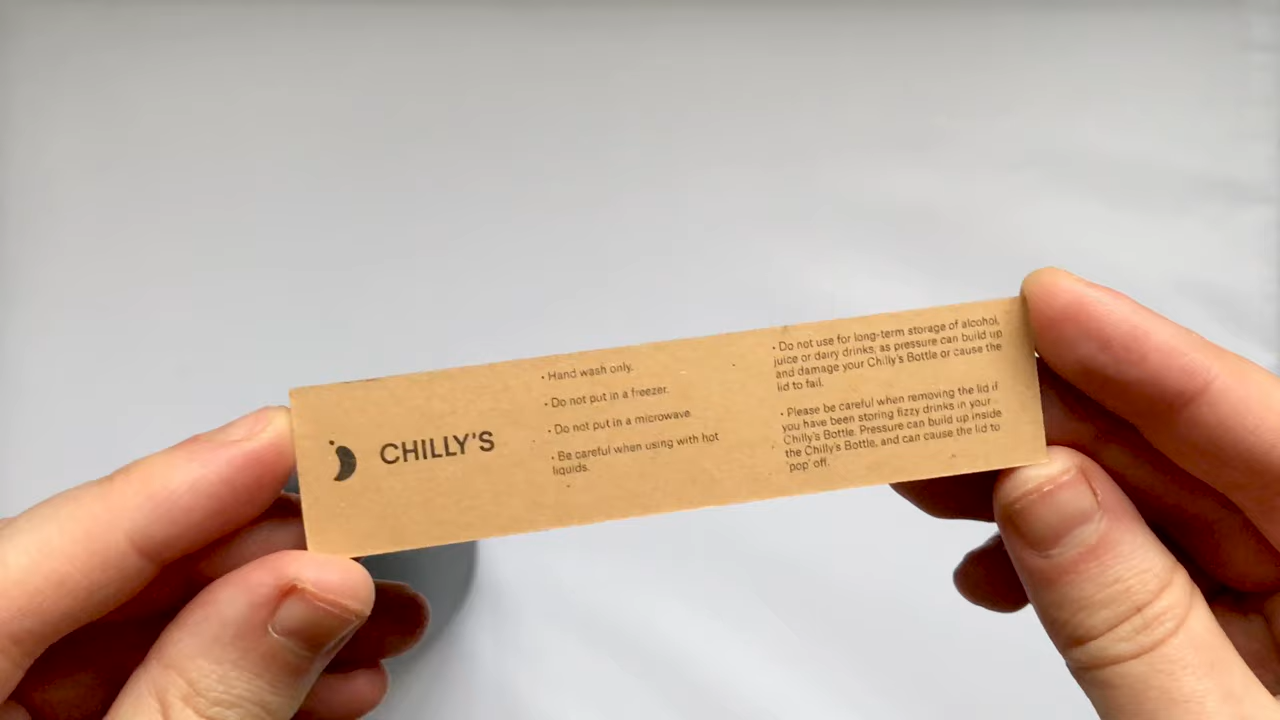 CHILLY'S
• Hand wash only.
• Do not put in a freezer.
• Do not put in a microwave
• Be careful when using with hot
liquids.
• Do not use for long-term storage of alcohol,
juice or dairy drinks, as pressure can build up
and damage your Chilly's Bottle or cause the
lid to fail.
• Please be careful when removing the lid if
you have been storing fizzy drinks in your
Chilly's Bottle. Pressure can build up inside
the Chilly's Bottle, and can cause the lid to
'pop' off.